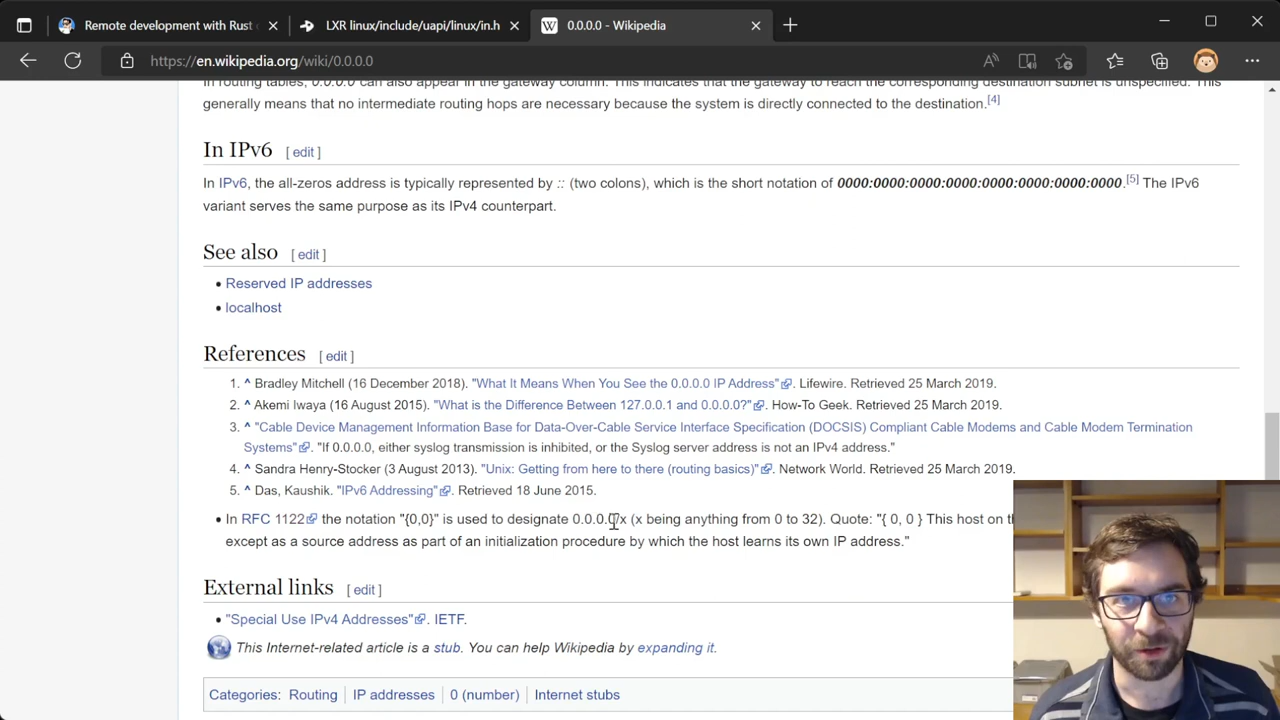 Remote development with Rust
LXR linux/include/uapi/linux/in.h
W 0.0.0.0 - Wikipedia
https://en.wikipedia.org/wiki/0.0.0.0
In routing tables, 0.0.0.0 can also appear in the gateway column. This indicates that the gateway to reach the corresponding destination subnet is unspecified. This
generally means that no intermediate routing hops are necessary because the system is directly connected to the destination.[4]
In IPv6 [ edit ]
In IPv6, the all-zeros address is typically represented by :: (two colons), which is the short notation of 0000:0000:0000:0000:0000:0000:0000:0000.[5] The IPv6
variant serves the same purpose as its IPv4 counterpart.
See also [ edit ]
• Reserved IP addresses
• localhost
References [ edit ]
1. ^ Bradley Mitchell (16 December 2018). "What It Means When You See the 0.0.0.0 IP Address". Lifewire. Retrieved 25 March 2019.
2. ^ Akemi Iwaya (16 August 2015). "What is the Difference Between 127.0.0.1 and 0.0.0.0?". How-To Geek. Retrieved 25 March 2019.
3. ^ "Cable Device Management Information Base for Data-Over-Cable Service Interface Specification (DOCSIS) Compliant Cable Modems and Cable Modem Termination
Systems". "If 0.0.0.0, either syslog transmission is inhibited, or the Syslog server address is not an IPv4 address."
4. ^ Sandra Henry-Stocker (3 August 2013). "Unix: Getting from here to there (routing basics)". Network World. Retrieved 25 March 2019.
5. ^ Das, Kaushik. "IPv6 Addressing". Retrieved 18 June 2015.
• In RFC 1122 the notation "{0,0}" is used to designate 0.0.0.0/x (x being anything from 0 to 32). Quote: "{ 0, 0 } This host on th
except as a source address as part of an initialization procedure by which the host learns its own IP address."
External links [ edit ]
• "Special Use IPv4 Addresses". IETF.
This Internet-related article is a stub. You can help Wikipedia by expanding it.
Categories: Routing | IP addresses | 0 (number) | Internet stubs